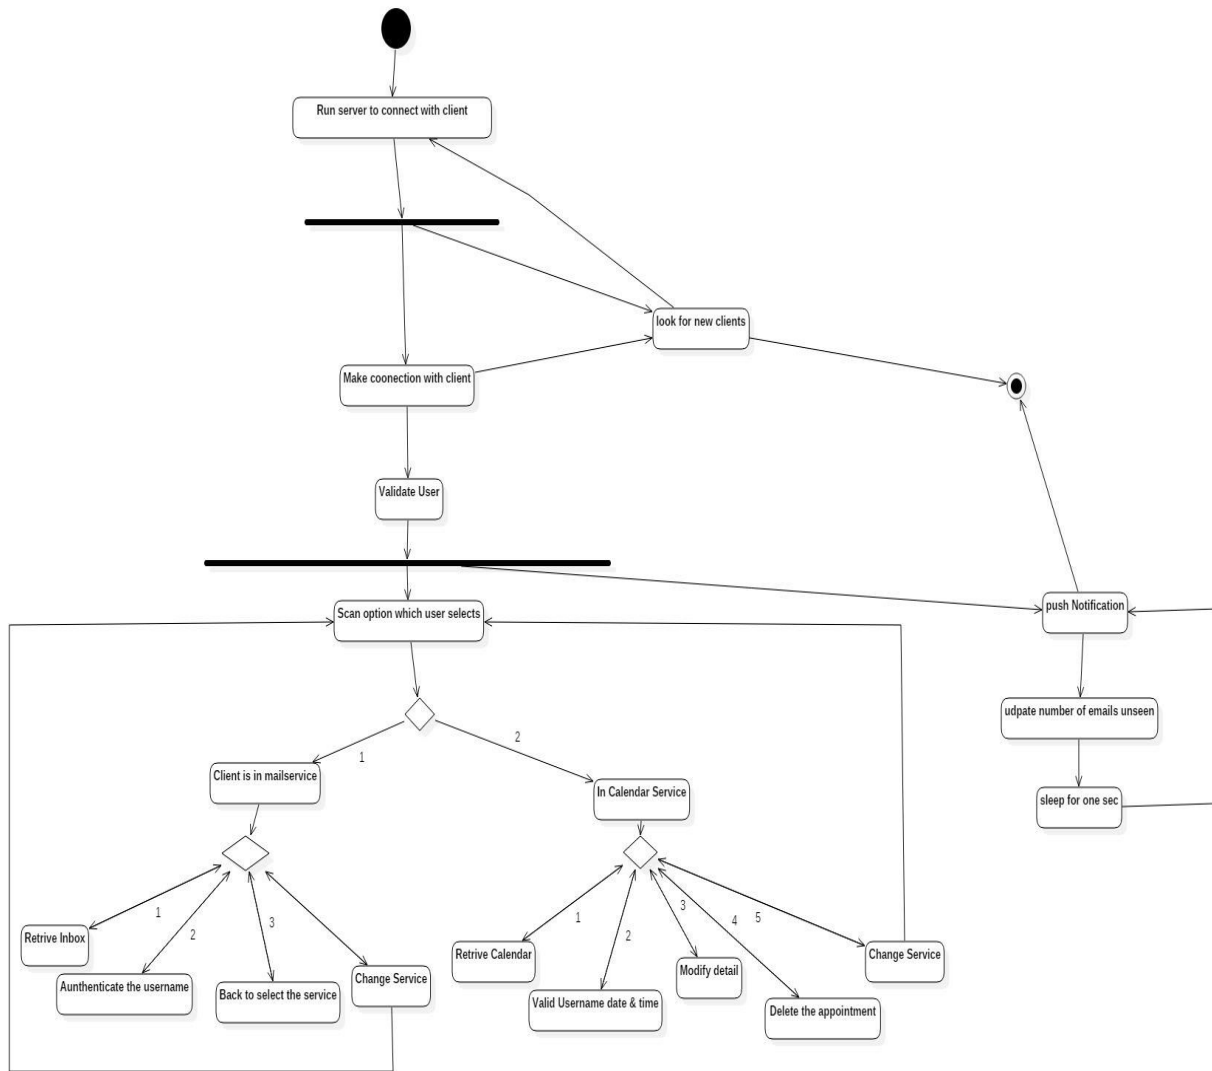 Run server to connect with client
look for new clients
Make coonection with client
Validate User
Scan option which user selects
push Notification
udpate number of emails unseen
sleep for one sec
1
2
Client is in mailservice
In Calendar Service
1
2
3
Retrive Inbox
Aunthenticate the username
Back to select the service
Change Service
1
2
3
4
5
Retrive Calendar
Valid Username date & time
Modify detail
Delete the appointment
Change Service